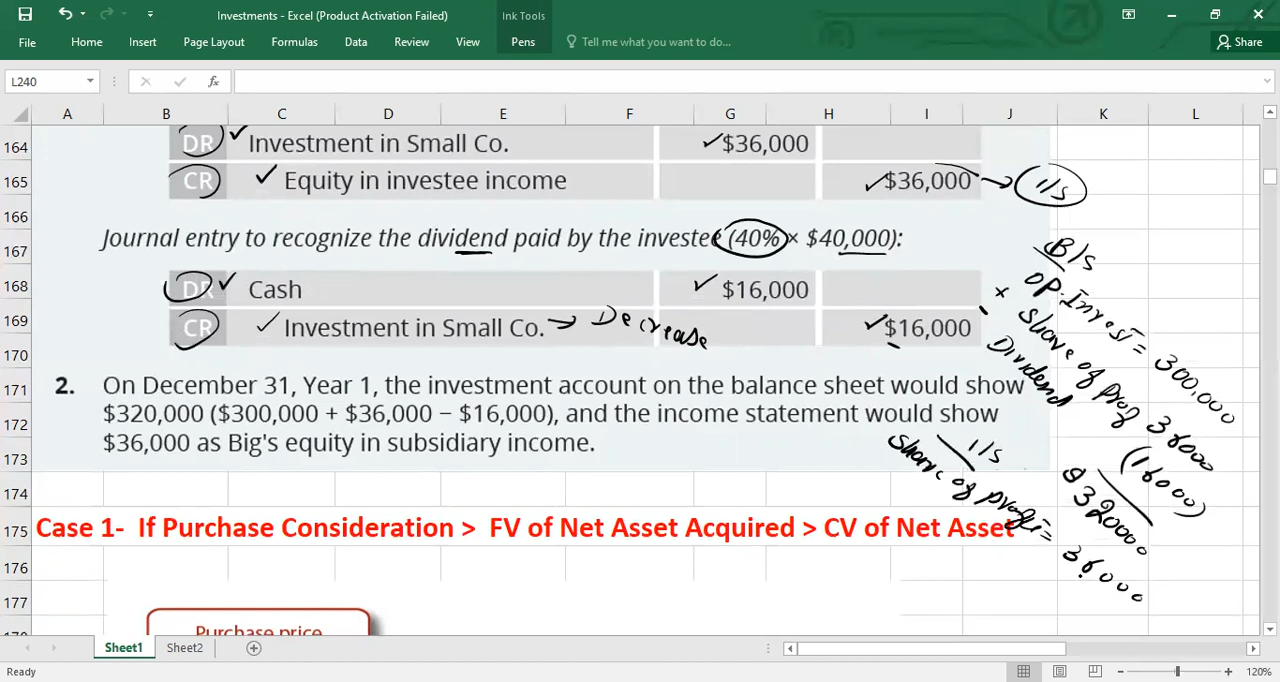 Investments - Excel (Product Activation Failed)
Ink Tools
File Home Insert Page Layout Formulas Data Review View Pens Tell me what you want to do... Share
L240 fx
A B C D E F G H I J K L
164 DR Investment in Small Co. $36,000
165 CR Equity in investee income $36,000 → I/S
166
167 Journal entry to recognize the dividend paid by the investee (40% × $40,000):
168 DR Cash $16,000
169 CR Investment in Small Co. → Decrease $16,000
170
171 2. On December 31, Year 1, the investment account on the balance sheet would show
172 $320,000 ($300,000 + $36,000 − $16,000), and the income statement would show
173 $36,000 as Big's equity in subsidiary income.
174
175 Case 1- If Purchase Consideration > FV of Net Asset Acquired > CV of Net Asset
176
177
Purchase price
B/S
OP. Invest = 300,000
Share of prof 36000
Dividend (16000)
$320000
I/S
Share of profit = 36000
Sheet1 Sheet2
Ready 120%